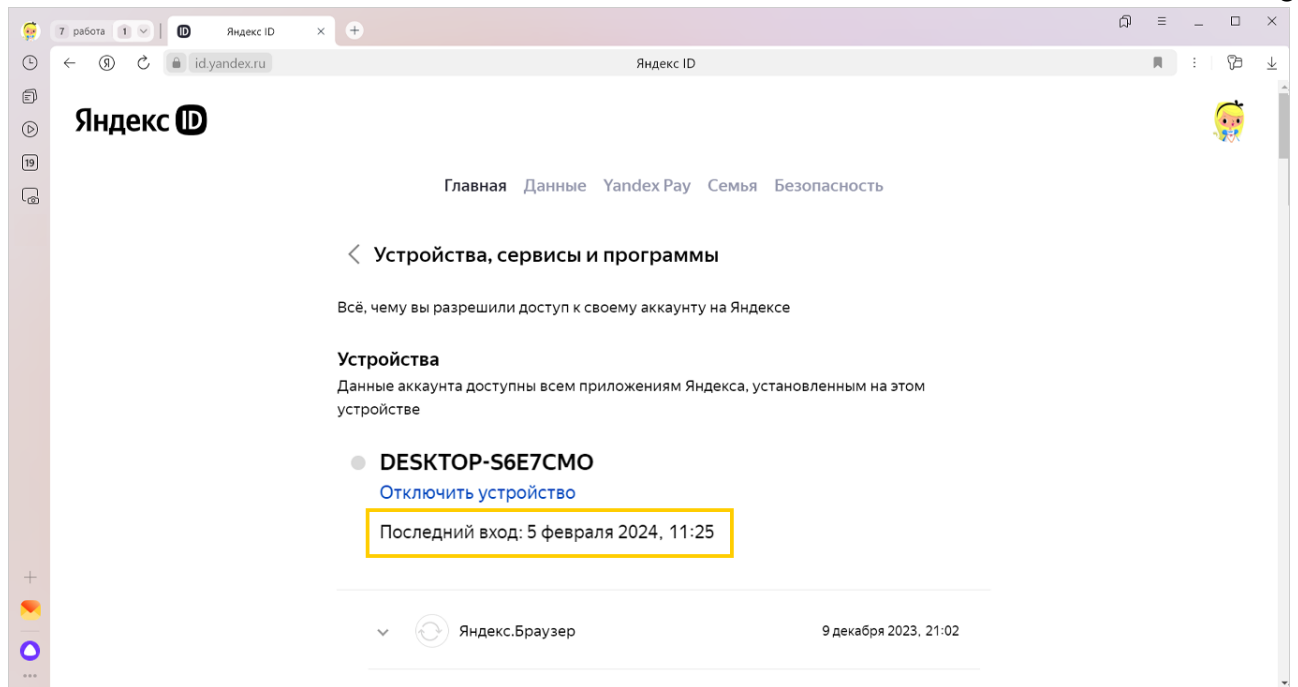 7 работа 1 Яндекс ID
Я id.yandex.ru Яндекс ID
Яндекс ID
19
Главная Данные Yandex Pay Семья Безопасность
Устройства, сервисы и программы
Всё, чему вы разрешили доступ к своему аккаунту на Яндексе
Устройства
Данные аккаунта доступны всем приложениям Яндекса, установленным на этом
устройстве
DESKTOP-S6E7CMO
Отключить устройство
Последний вход: 5 февраля 2024, 11:25
Яндекс.Браузер 9 декабря 2023, 21:02